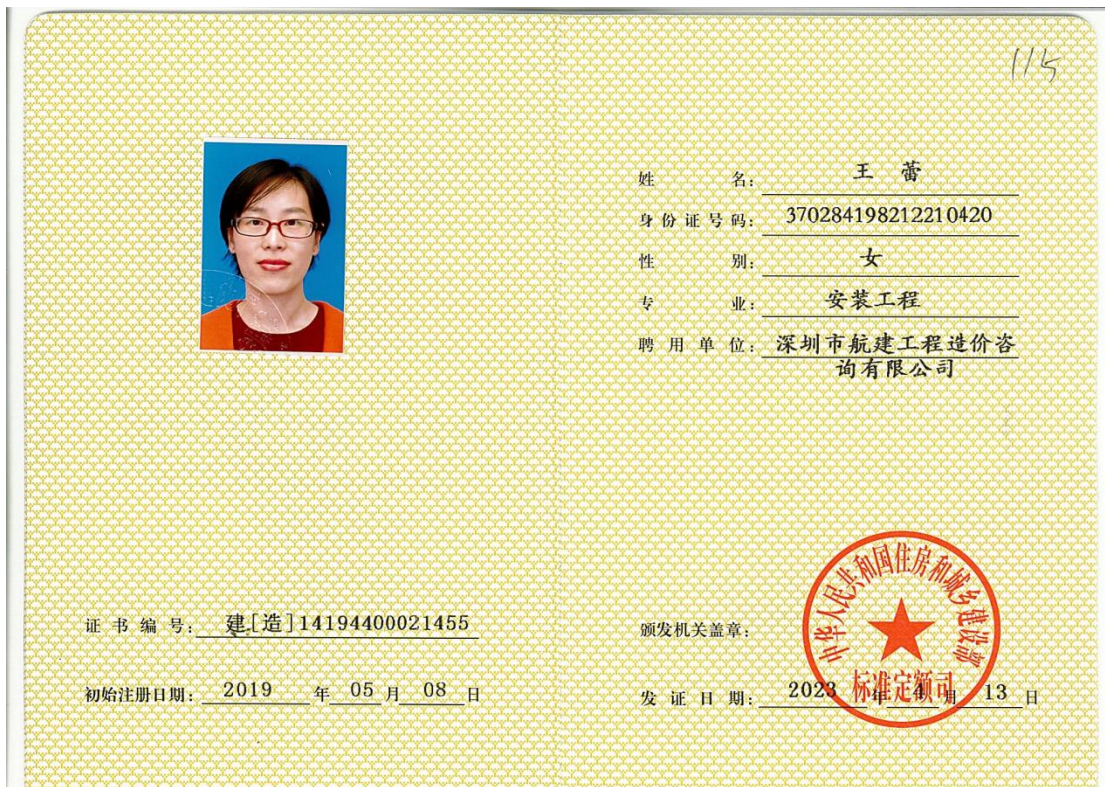 115
姓 名: 王 蕾
身份证号码: 370284198212210420
性 别: 女
专 业: 安装工程
聘用单位: 深圳市航建工程造价咨
询有限公司
证书编号: 建[造]14194400021455
初始注册日期: 2019 年 05 月 08 日
颁发机关盖章:
中华人民共和国住房和城乡建设部
标准定额司
发证日期: 2023 年 4 月 13 日